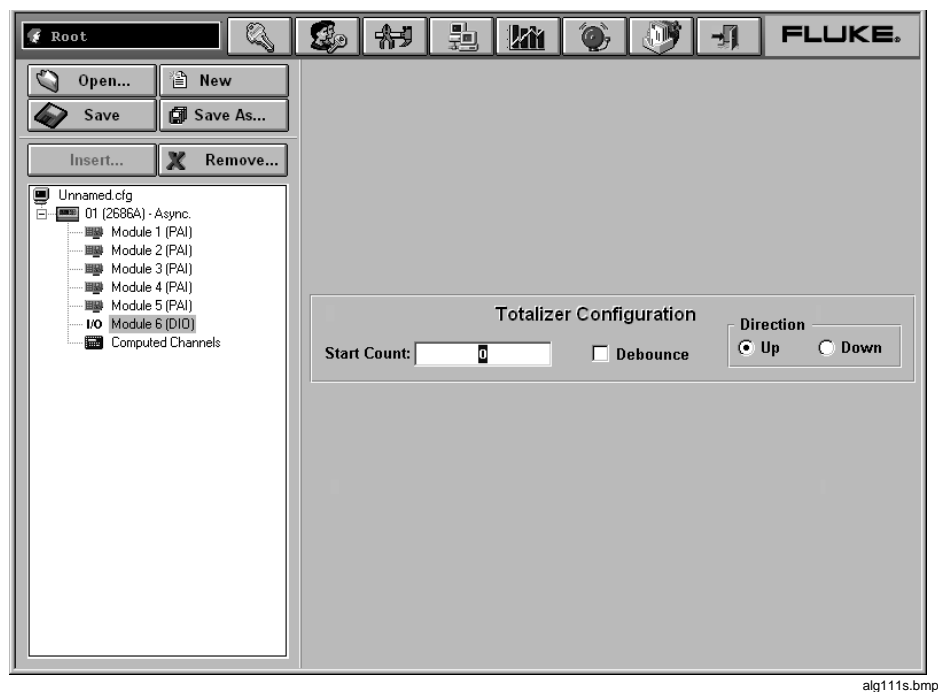 Root
FLUKE®
Open... New
Save Save As...
Insert... Remove...
Unnamed.cfg
01 (2686A) - Async.
Module 1 (PAI)
Module 2 (PAI)
Module 3 (PAI)
Module 4 (PAI)
Module 5 (PAI)
I/O Module 6 (DIO)
Computed Channels
Totalizer Configuration
Start Count: 0
Debounce
Direction
Up Down
alg111s.bmp